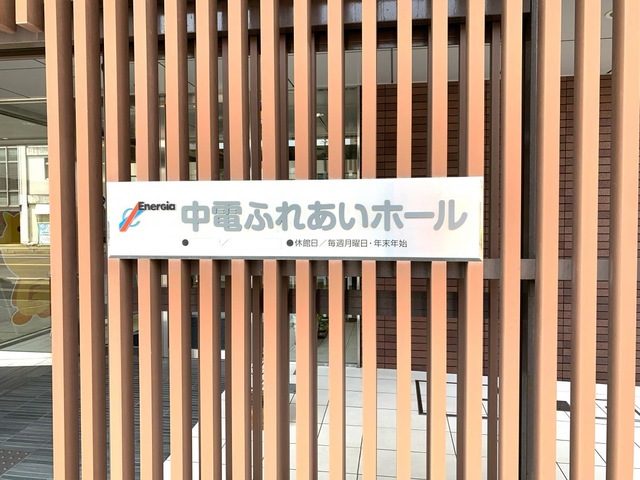 Energia
中電ふれあいホール
● ／ ●休館日／毎週月曜日・年末年始